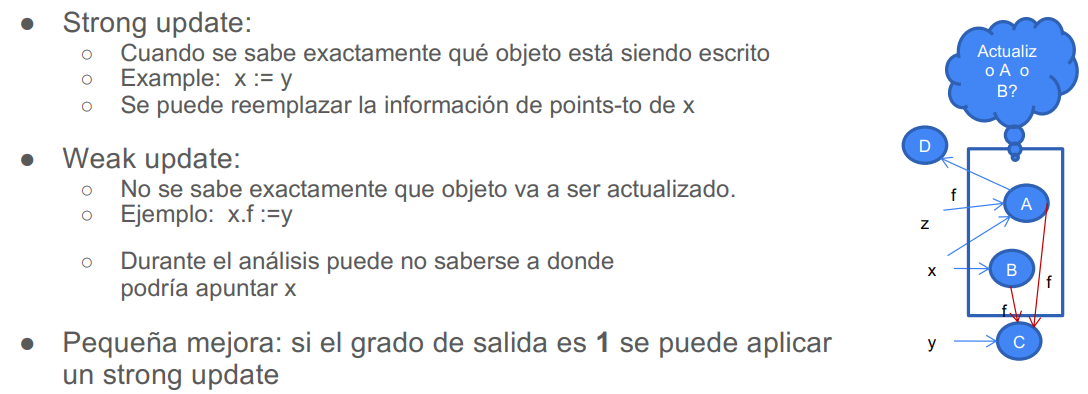 ● Strong update:
○ Cuando se sabe exactamente qué objeto está siendo escrito
○ Example: x := y
○ Se puede reemplazar la información de points-to de x
● Weak update:
○ No se sabe exactamente que objeto va a ser actualizado.
○ Ejemplo: x.f :=y
○ Durante el análisis puede no saberse a donde
podría apuntar x
● Pequeña mejora: si el grado de salida es 1 se puede aplicar
un strong update
Actualiz
o A o
B?
D
f
A
z
x
B
f
f
y
C